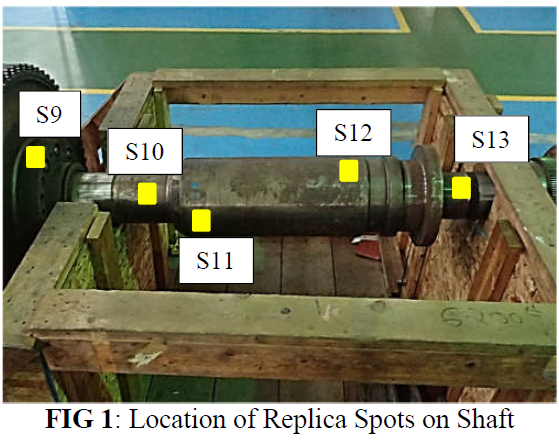 S9
S10
S12
S13
S11
FIG 1: Location of Replica Spots on Shaft